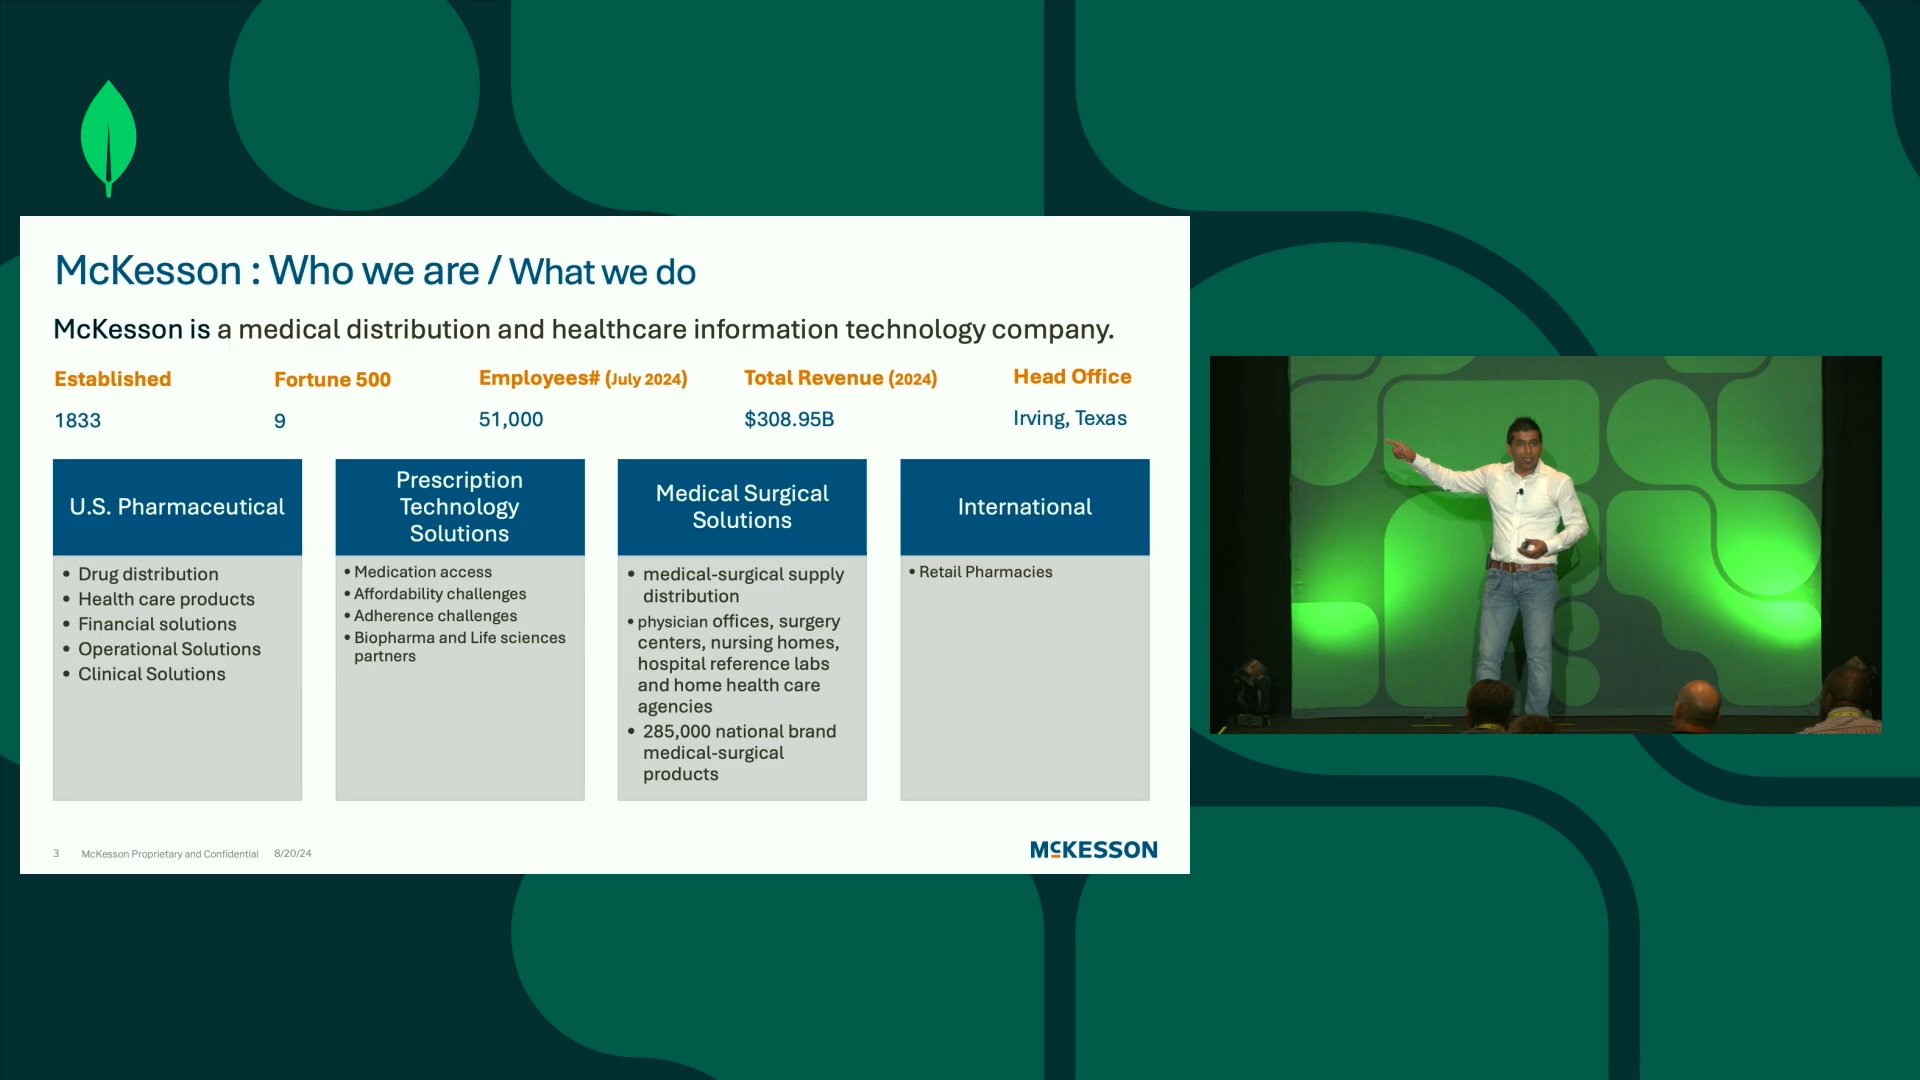 McKesson : Who we are / What we do
McKesson is a medical distribution and healthcare information technology company.
Established
1833
Fortune 500
9
Employees# (July 2024)
51,000
Total Revenue (2024)
$308.95B
Head Office
Irving, Texas
U.S. Pharmaceutical
• Drug distribution
• Health care products
• Financial solutions
• Operational Solutions
• Clinical Solutions
Prescription
Technology
Solutions
• Medication access
• Affordability challenges
• Adherence challenges
• Biopharma and Life sciences
partners
Medical Surgical
Solutions
• medical-surgical supply
distribution
• physician offices, surgery
centers, nursing homes,
hospital reference labs
and home health care
agencies
• 285,000 national brand
medical-surgical
products
International
• Retail Pharmacies
3 McKesson Proprietary and Confidential 8/20/24
MCKESSON